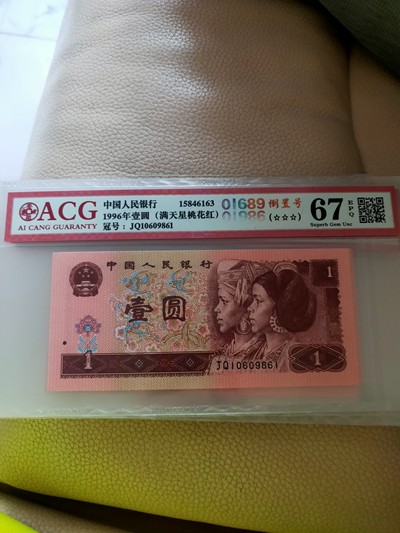 ACG
AI CANG GUARANTY
中国人民银行 15846163
1996年壹圆（满天星桃花红）
冠号：JQ10609861
01689 倒置号
01986 (☆☆☆)
67 EPQ
Superb Gem Unc
中国人民银行
壹圆
1
1
1
JQ10609861